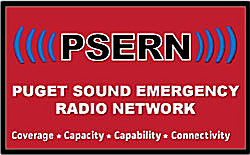 PSERN
PUGET SOUND EMERGENCY
RADIO NETWORK
Coverage ★ Capacity ★ Capability ★ Connectivity